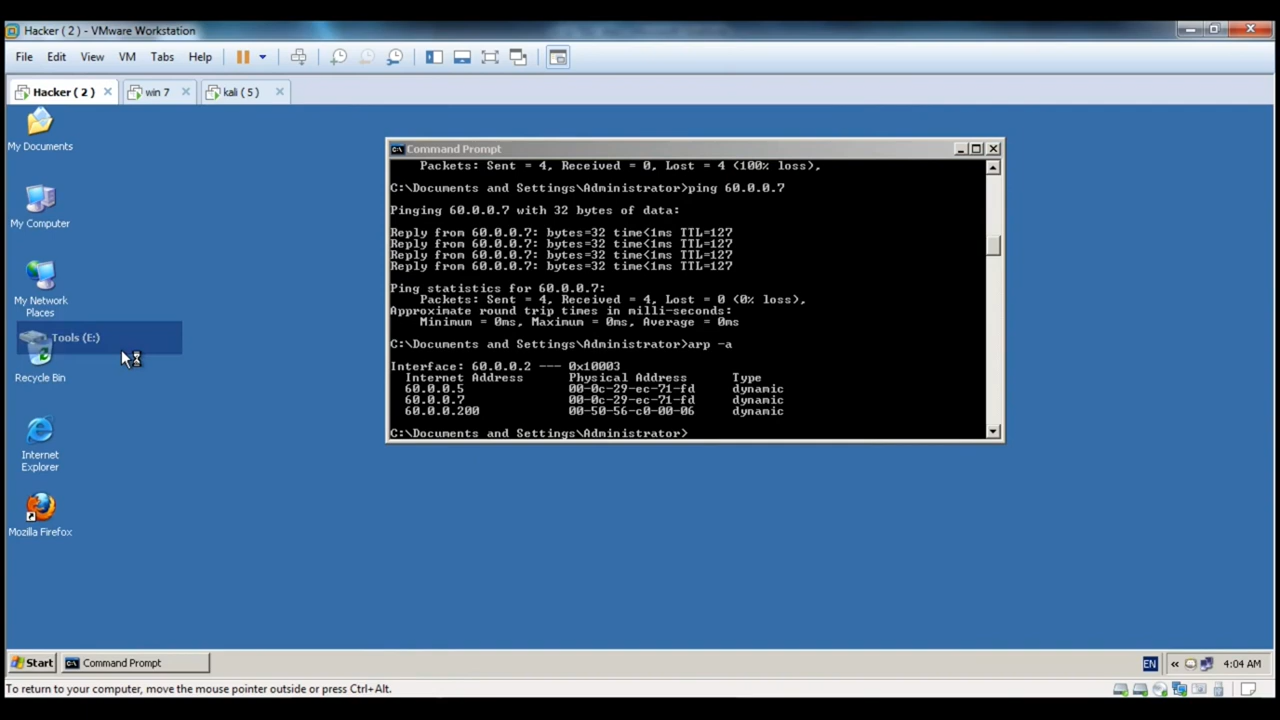 Hacker ( 2 ) - VMware Workstation
File Edit View VM Tabs Help
Hacker ( 2 ) win 7 kali ( 5 )
My Documents
My Computer
My Network
Places
Tools (E:)
Recycle Bin
Internet
Explorer
Mozilla Firefox
Command Prompt
Packets: Sent = 4, Received = 0, Lost = 4 (100% loss),
C:\Documents and Settings\Administrator>ping 60.0.0.7
Pinging 60.0.0.7 with 32 bytes of data:
Reply from 60.0.0.7: bytes=32 time<1ms TTL=127
Reply from 60.0.0.7: bytes=32 time<1ms TTL=127
Reply from 60.0.0.7: bytes=32 time<1ms TTL=127
Reply from 60.0.0.7: bytes=32 time<1ms TTL=127
Ping statistics for 60.0.0.7:
Packets: Sent = 4, Received = 4, Lost = 0 (0% loss),
Approximate round trip times in milli-seconds:
Minimum = 0ms, Maximum = 0ms, Average = 0ms
C:\Documents and Settings\Administrator>arp -a
Interface: 60.0.0.2 --- 0x10003
Internet Address Physical Address Type
60.0.0.5 00-0c-29-ec-71-fd dynamic
60.0.0.7 00-0c-29-ec-71-fd dynamic
60.0.0.200 00-50-56-c0-00-06 dynamic
C:\Documents and Settings\Administrator>
Start Command Prompt EN « 4:04 AM
To return to your computer, move the mouse pointer outside or press Ctrl+Alt.